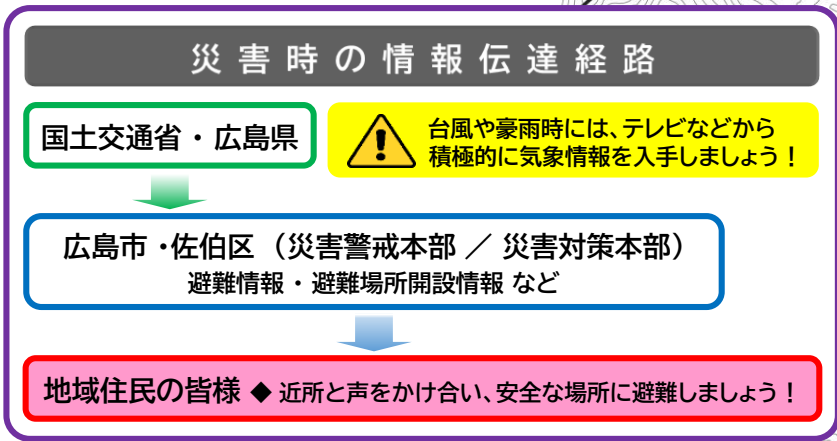 災害時の情報伝達経路
国土交通省・広島県
台風や豪雨時には、テレビなどから
積極的に気象情報を入手しましょう！
広島市・佐伯区（災害警戒本部／災害対策本部）
避難情報・避難場所開設情報 など
地域住民の皆様 ◆ 近所と声をかけ合い、安全な場所に避難しましょう！